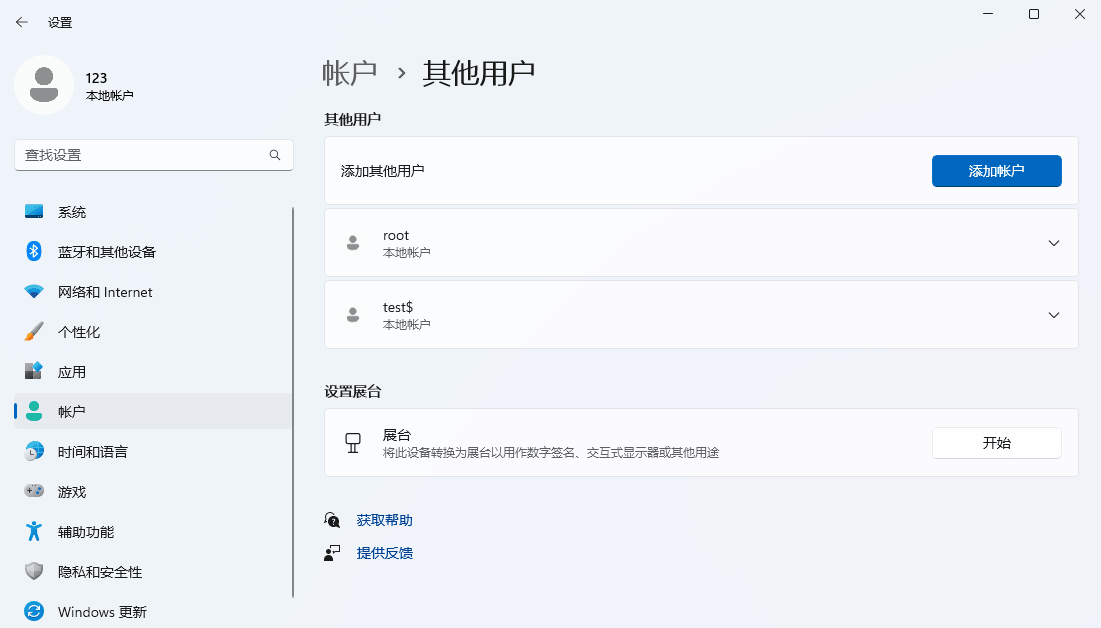 设置
123
本地帐户
查找设置
系统
蓝牙和其他设备
网络和 Internet
个性化
应用
帐户
时间和语言
游戏
辅助功能
隐私和安全性
Windows 更新
帐户 › 其他用户
其他用户
添加其他用户
添加帐户
root
本地帐户
test$
本地帐户
设置展台
展台
将此设备转换为展台以用作数字签名、交互式显示器或其他用途
开始
获取帮助
提供反馈